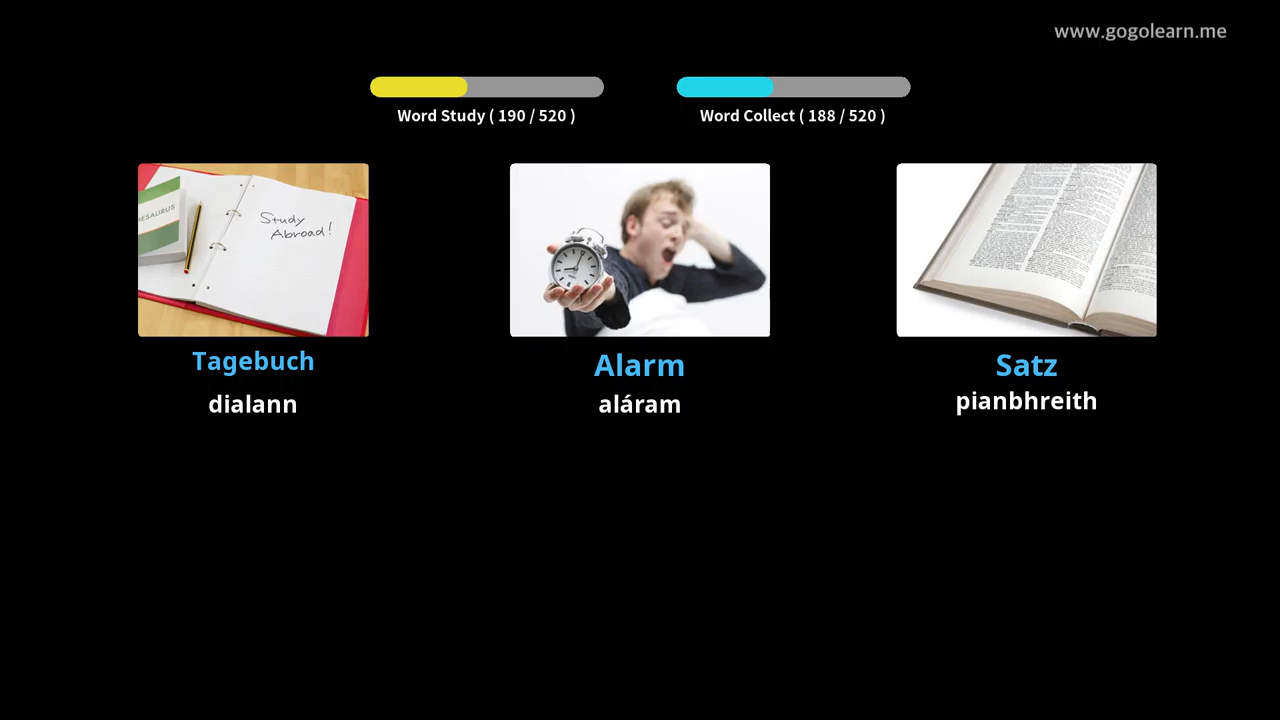 www.gogolearn.me
Word Study ( 190 / 520 )
Word Collect ( 188 / 520 )
Study
Abroad!
Tagebuch
Alarm
Satz
dialann
aláram
pianbhreith